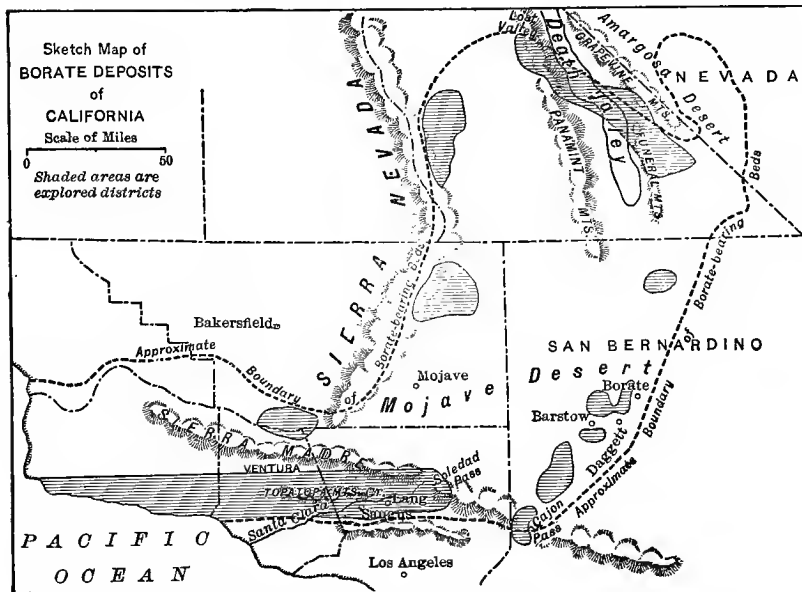 Sketch Map of
BORATE DEPOSITS
of
CALIFORNIA
Scale of Miles
0 50
Shaded areas are
explored districts
Lost
Valley
Death Valley
GRAPEVINE MTS.
Amargosa Desert
NEVADA
PANAMINT MTS.
FUNERAL MTS.
SIERRA NEVADA
Approximate Boundary of Borate-bearing Beds
Bakersfield
Mojave
Mojave Desert
SAN BERNARDINO
Borate
Barstow
Daggett
Approximate Boundary of Borate-bearing Beds
SIERRA MADRE
Soledad
Pass
VENTURA
TOPATOPA MTS.
Lang
Saugus
Santa Clara
Cajon
Pass
Los Angeles
PACIFIC
OCEAN